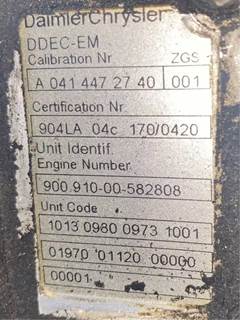 DaimlerChrysler
DDEC-EM
Calibration Nr ZGS
A 041 447 27 40 001
Certification Nr
904LA 04c 170/0420
Unit Identif.
Engine Number
900.910-00-582808
Unit Code
1013 0980 0973 1001
01970 01120 00000
00001